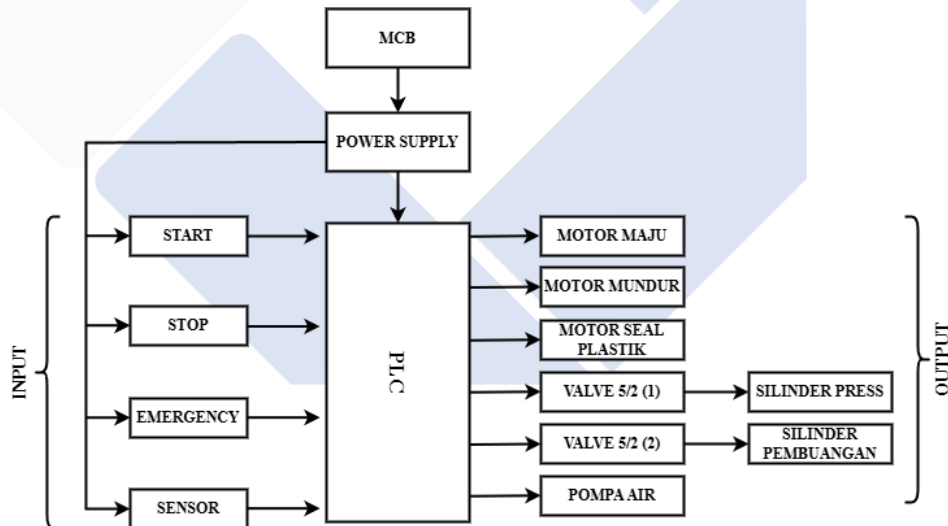 MCB
POWER SUPPLY
INPUT
START
STOP
EMERGENCY
SENSOR
PLC
MOTOR MAJU
MOTOR MUNDUR
MOTOR SEAL
PLASTIK
VALVE 5/2 (1)
SILINDER PRESS
VALVE 5/2 (2)
SILINDER
PEMBUANGAN
POMPA AIR
OUTPUT